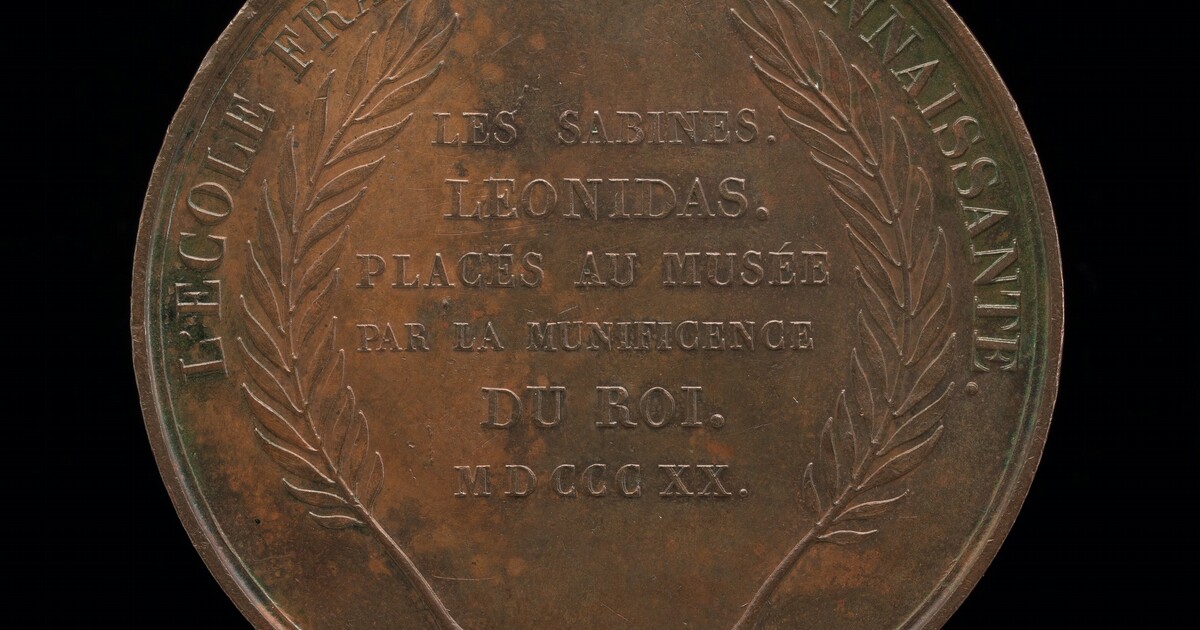 L'ECOLE FRA
NNAISSANTE.
LES SABINES.
LEONIDAS.
PLACÉS AU MUSÉE
PAR LA MUNIFICENCE
DU ROI.
MDCCCXX.